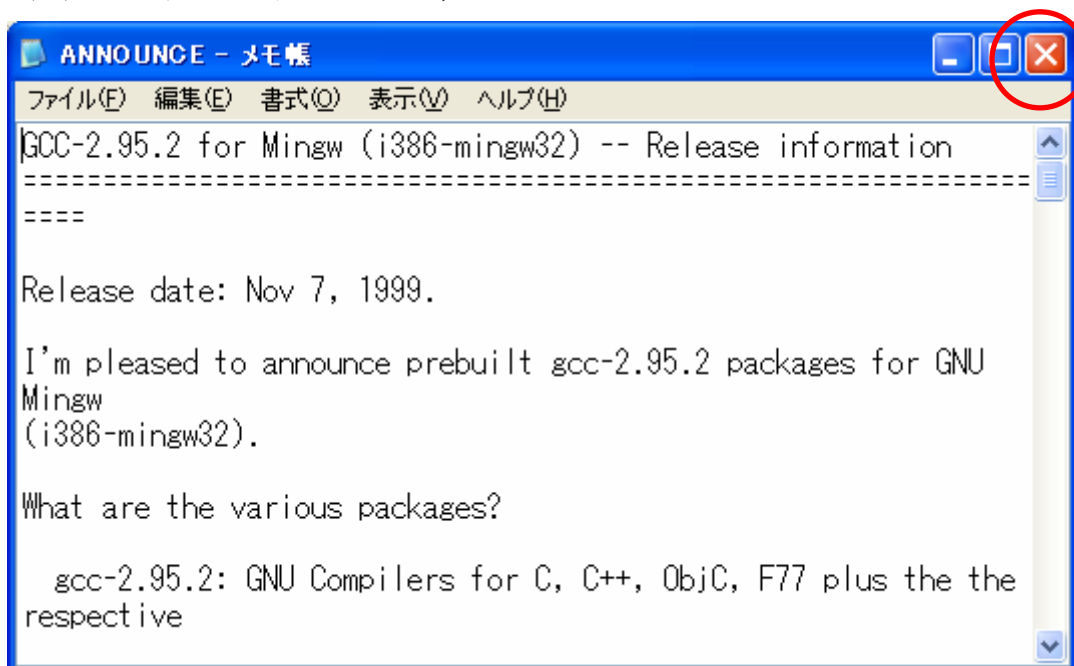 ANNOUNCE - メモ帳
ファイル(F) 編集(E) 書式(O) 表示(V) ヘルプ(H)
GCC-2.95.2 for Mingw (i386-mingw32) -- Release information
===============================================================
====
Release date: Nov 7, 1999.
I'm pleased to announce prebuilt gcc-2.95.2 packages for GNU
Mingw
(i386-mingw32).
What are the various packages?
gcc-2.95.2: GNU Compilers for C, C++, ObjC, F77 plus the the
respective